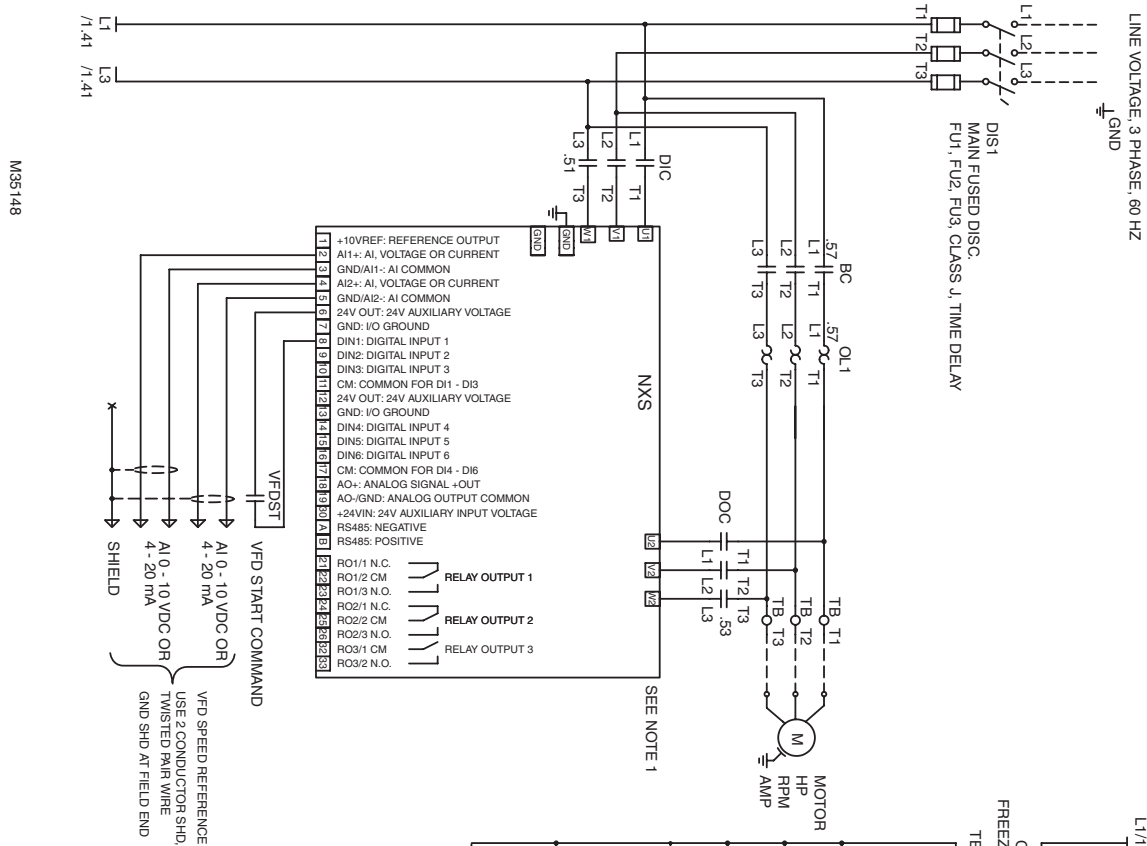 LINE VOLTAGE, 3 PHASE, 60 HZ
GND
L1
L2
L3
T1
T2
T3
DIS1
MAIN FUSED DISC.
FU1, FU2, FU3, CLASS J, TIME DELAY
L1
/1.41
L3
/1.41
DIC
L1 T1
L2 T2
L3 T3
.51
.57
BC
L1 T1
L2 T2
L3 T3
.57
OL1
L1 T1
L2 T2
L3 T3
U1
V1
W1
GND
GND
NXS
1 +10VREF: REFERENCE OUTPUT
2 AI1+: AI, VOLTAGE OR CURRENT
3 GND/AI1-: AI COMMON
4 AI2+: AI, VOLTAGE OR CURRENT
5 GND/AI2-: AI COMMON
6 24V OUT: 24V AUXILIARY VOLTAGE
7 GND: I/O GROUND
8 DIN1: DIGITAL INPUT 1
9 DIN2: DIGITAL INPUT 2
10 DIN3: DIGITAL INPUT 3
11 CM: COMMON FOR DI1 - DI3
12 24V OUT: 24V AUXILIARY VOLTAGE
13 GND: I/O GROUND
14 DIN4: DIGITAL INPUT 4
15 DIN5: DIGITAL INPUT 5
16 DIN6: DIGITAL INPUT 6
17 CM: COMMON FOR DI4 - DI6
18 AO+: ANALOG SIGNAL +OUT
19 AO-/GND: ANALOG OUTPUT COMMON
30 +24VIN: 24V AUXILIARY INPUT VOLTAGE
A RS485: NEGATIVE
B RS485: POSITIVE
21 RO1/1 N.C.
22 RO1/2 CM RELAY OUTPUT 1
23 RO1/3 N.O.
24 RO2/1 N.C.
25 RO2/2 CM RELAY OUTPUT 2
26 RO2/3 N.O.
32 RO3/1 CM RELAY OUTPUT 3
33 RO3/2 N.O.
U2
V2
W2
DOC
T1 L1
T2 L2
T3 L3
.53
TB T1
TB T2
TB T3
M
MOTOR
HP
RPM
AMP
SEE NOTE 1
VFDST
VFD START COMMAND
AI 0 - 10 VDC OR
4 - 20 mA
AI 0 - 10 VDC OR
4 - 20 mA
SHIELD
VFD SPEED REFERENCE
USE 2 CONDUCTOR SHD,
TWISTED PAIR WIRE
GND SHD AT FIELD END
M35148